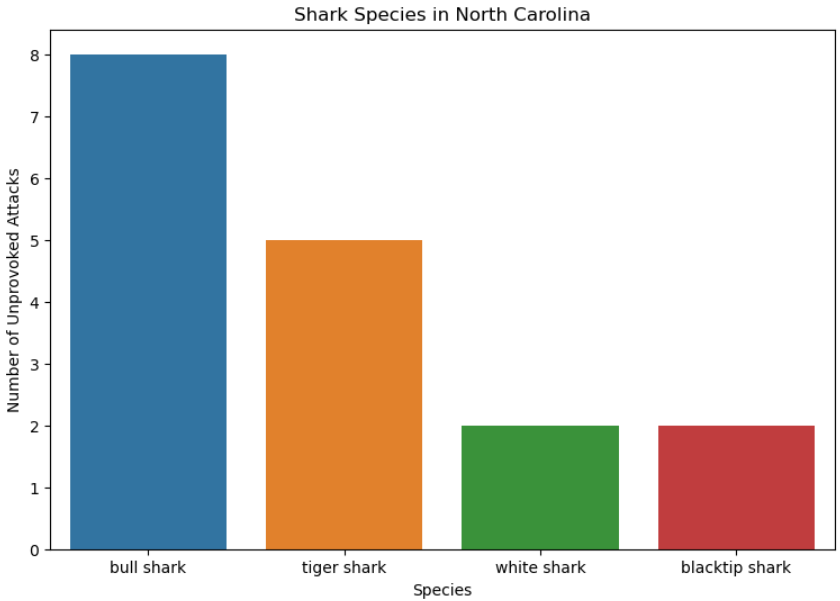 Shark Species in North Carolina
Number of Unprovoked Attacks
8
7
6
5
4
3
2
1
0
bull shark tiger shark white shark blacktip shark
Species